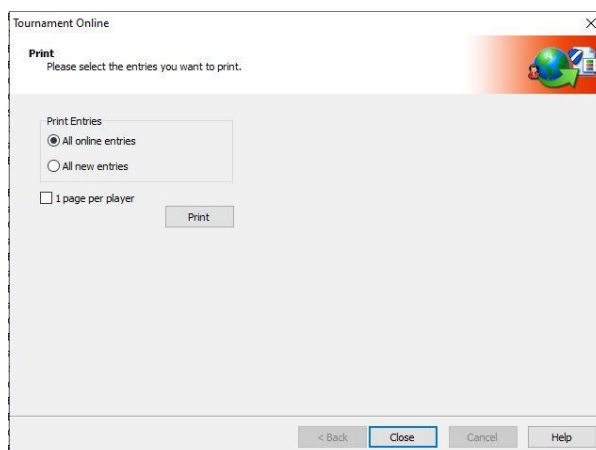 Tournament Online
Print
Please select the entries you want to print.
Print Entries
All online entries
All new entries
1 page per player
Print
< Back
Close
Cancel
Help